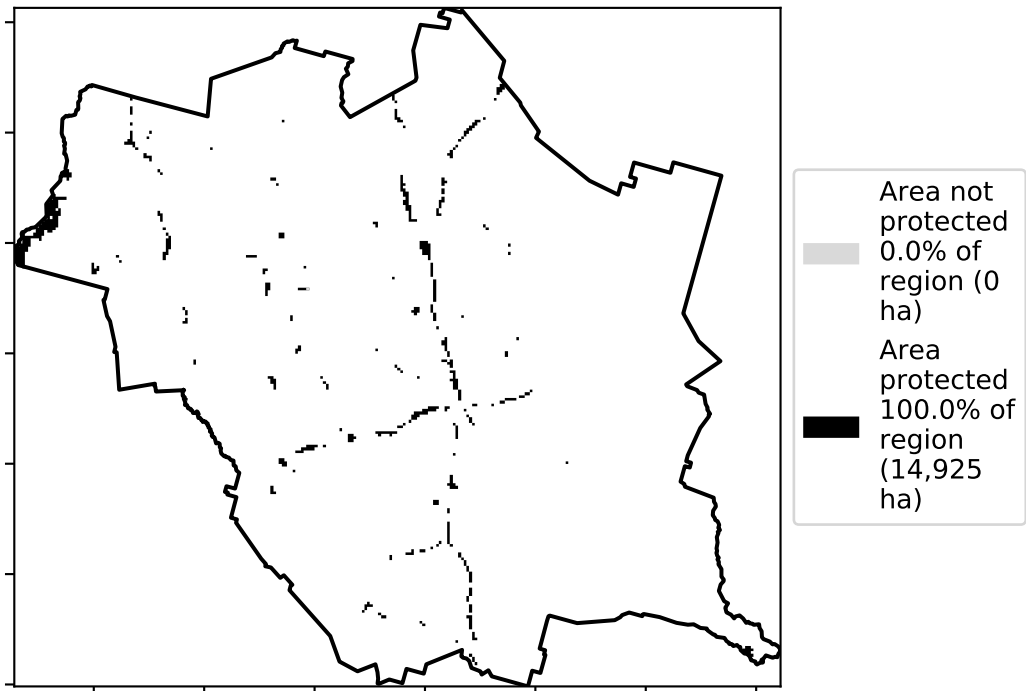 Area not
protected
0.0% of
region (0
ha)
Area
protected
100.0% of
region
(14,925
ha)